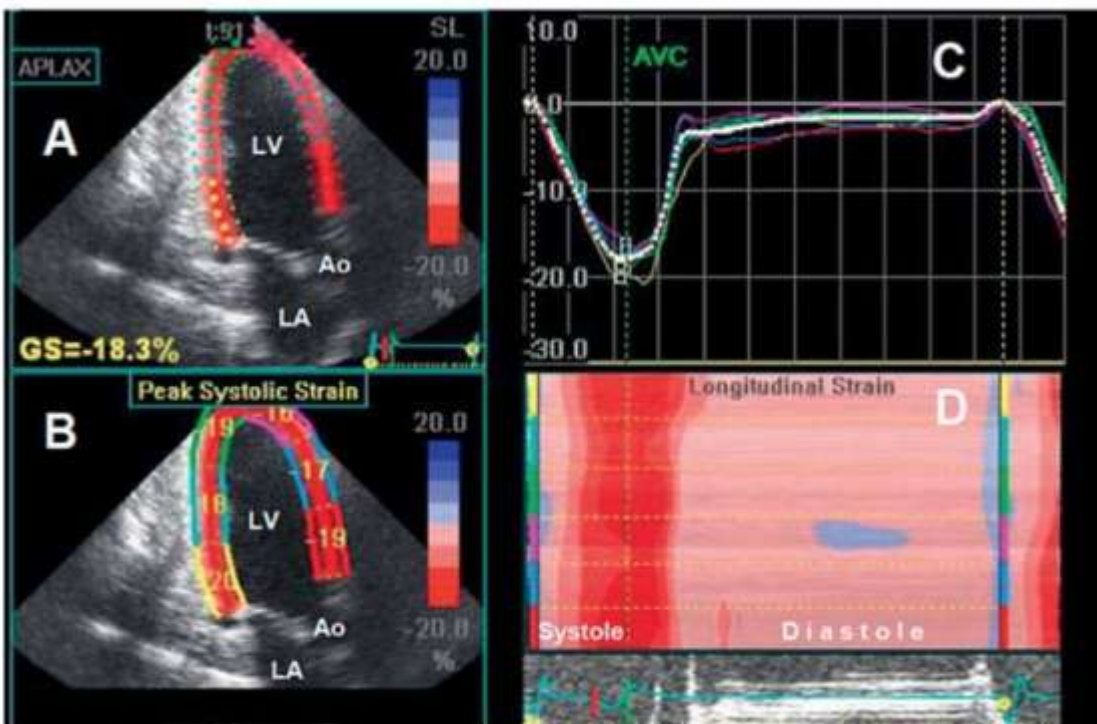 SL
APLAX
20.0
A
LV
Ao
-20.0
%
LA
GS=-18.3%
10.0
AVC
C
0.0
-10.0
-20.0
-30.0
Peak Systolic Strain
B
20.0
-19
-16
-17
-18
LV
-19
-20
Ao
-20.0
LA
%
Longitudinal Strain
D
Systole
Diastole